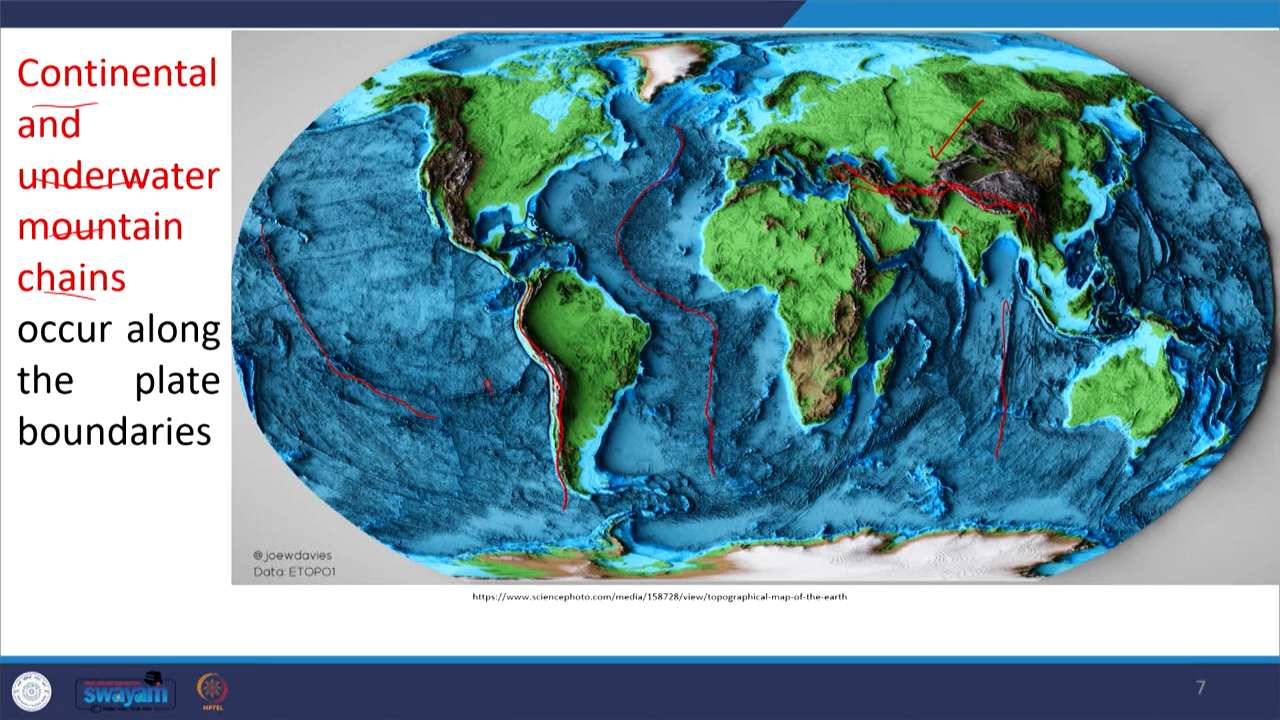 Continental
and
underwater
mountain
chains
occur along
the plate
boundaries
@joewdavies
Data: ETOPO1
https://www.sciencephoto.com/media/158728/view/topographical-map-of-the-earth
swayam
NPTEL
7